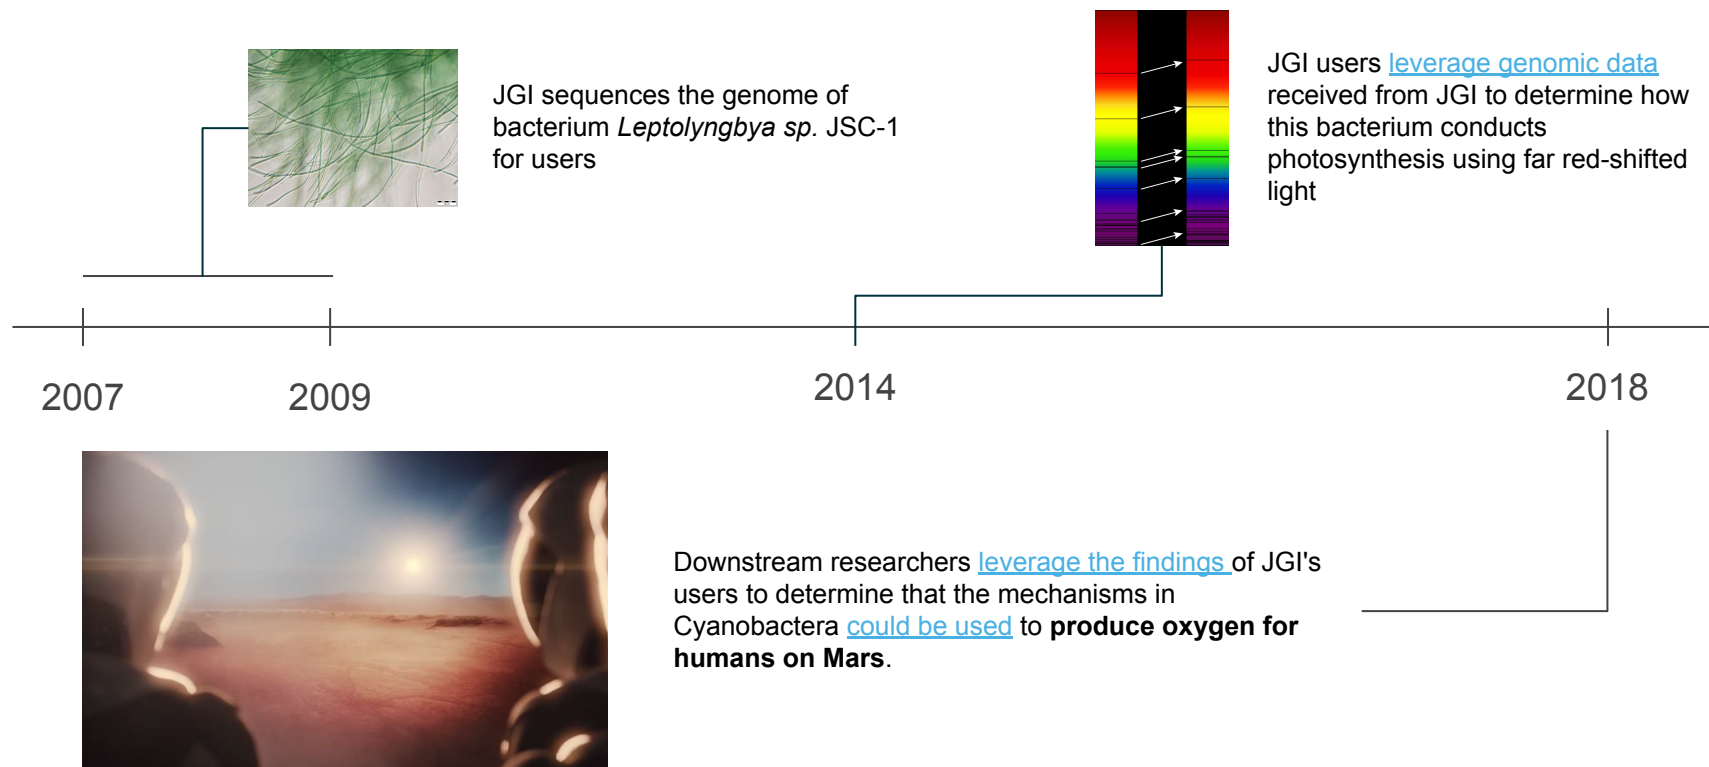 JGI sequences the genome of
bacterium Leptolyngbya sp. JSC-1
for users
JGI users leverage genomic data
received from JGI to determine how
this bacterium conducts
photosynthesis using far red-shifted
light
2007
2009
2014
2018
Downstream researchers leverage the findings of JGI's
users to determine that the mechanisms in
Cyanobactera could be used to produce oxygen for
humans on Mars.